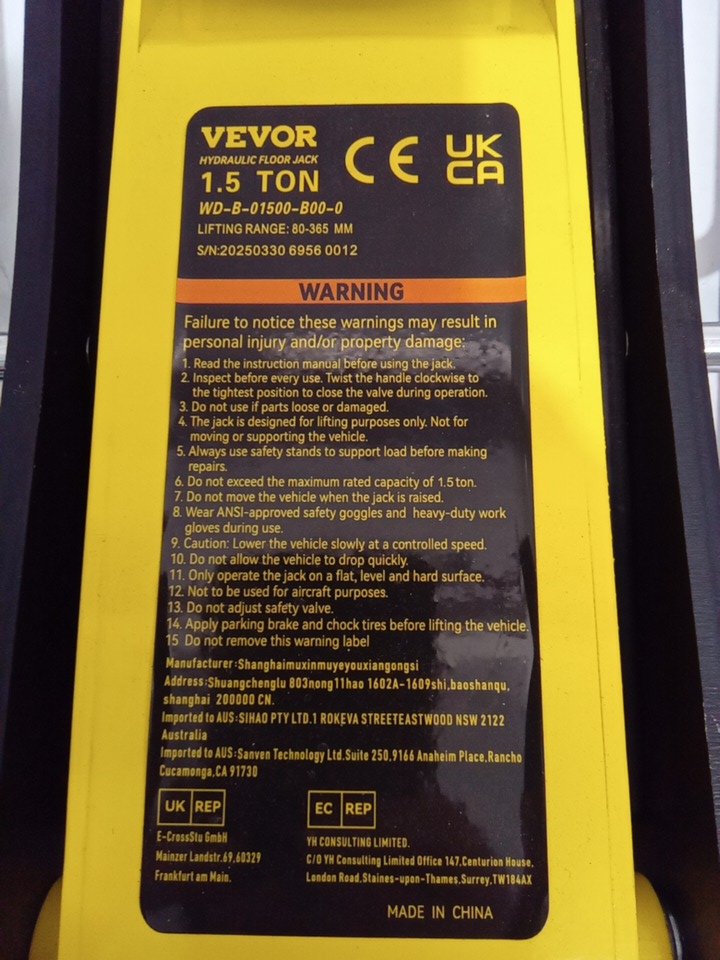 VEVOR
HYDRAULIC FLOOR JACK
1.5 TON
CE
UK
CA
WD-B-01500-B00-0
LIFTING RANGE: 80-365 MM
S/N:20250330 6956 0012
WARNING
Failure to notice these warnings may result in
personal injury and/or property damage:
1. Read the instruction manual before using the jack.
2. Inspect before every use. Twist the handle clockwise to
the tightest position to close the valve during operation.
3. Do not use if parts loose or damaged.
4. The jack is designed for lifting purposes only. Not for
moving or supporting the vehicle.
5. Always use safety stands to support load before making
repairs.
6. Do not exceed the maximum rated capacity of 1.5 ton.
7. Do not move the vehicle when the jack is raised.
8. Wear ANSI-approved safety goggles and heavy-duty work
gloves during use.
9. Caution: Lower the vehicle slowly at a controlled speed.
10. Do not allow the vehicle to drop quickly.
11. Only operate the jack on a flat, level and hard surface.
12. Not to be used for aircraft purposes.
13. Do not adjust safety valve.
14. Apply parking brake and chock tires before lifting the vehicle.
15 Do not remove this warning label
Manufacturer:Shanghaimuxinmuyeyouxiangongsi
Address:Shuangchenglu 803nong11hao 1602A-1609shi,baoshanqu,
shanghai 200000 CN.
Imported to AUS:SIHAO PTY LTD.1 ROKEVA STREETEASTWOOD NSW 2122
Australia
Imported to AUS:Sanven Technology Ltd.Suite 250,9166 Anaheim Place,Rancho
Cucamonga,CA 91730
UK REP
E-CrossStu GmbH
Mainzer Landstr.69,60329
Frankfurt am Main.
EC REP
YH CONSULTING LIMITED.
C/O YH Consulting Limited Office 147,Centurion House,
London Road,Staines-upon-Thames,Surrey,TW184AX
MADE IN CHINA